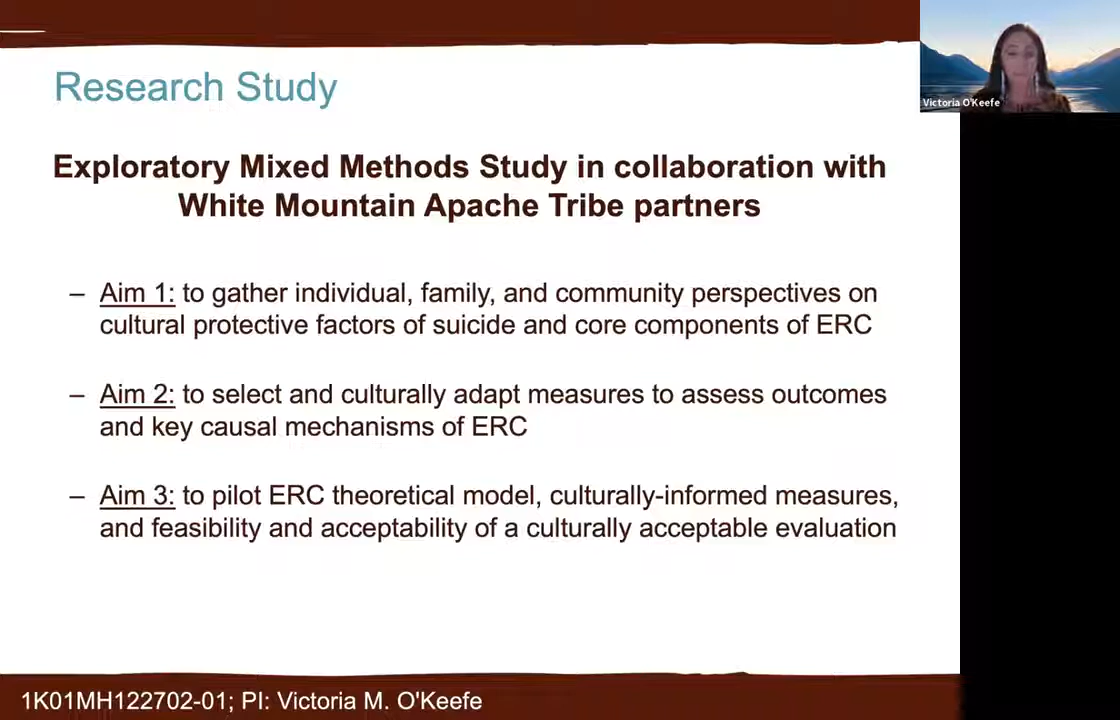 Research Study
Victoria O'Keefe
Exploratory Mixed Methods Study in collaboration with
White Mountain Apache Tribe partners
– Aim 1: to gather individual, family, and community perspectives on
cultural protective factors of suicide and core components of ERC
– Aim 2: to select and culturally adapt measures to assess outcomes
and key causal mechanisms of ERC
– Aim 3: to pilot ERC theoretical model, culturally-informed measures,
and feasibility and acceptability of a culturally acceptable evaluation
1K01MH122702-01; PI: Victoria M. O'Keefe